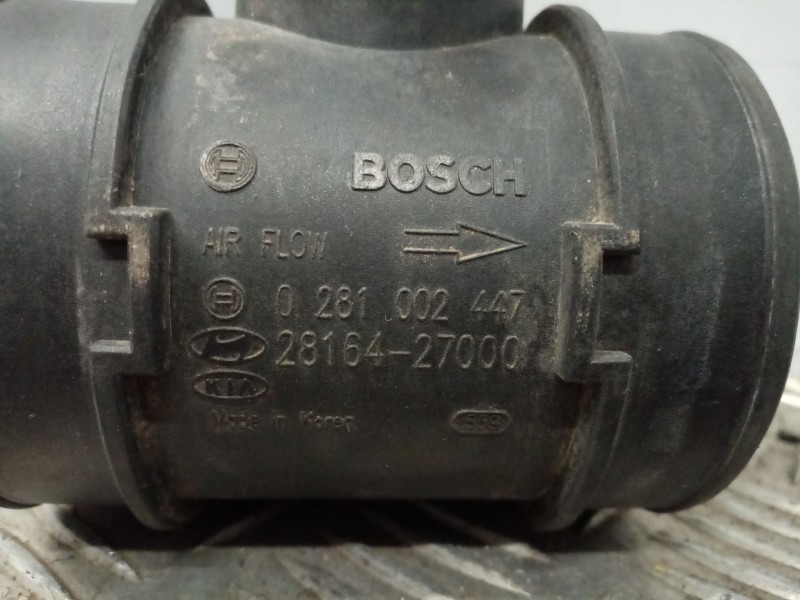 BOSCH
AIR FLOW
0 281 002 447
28164-27000
KIA
Made in Korea